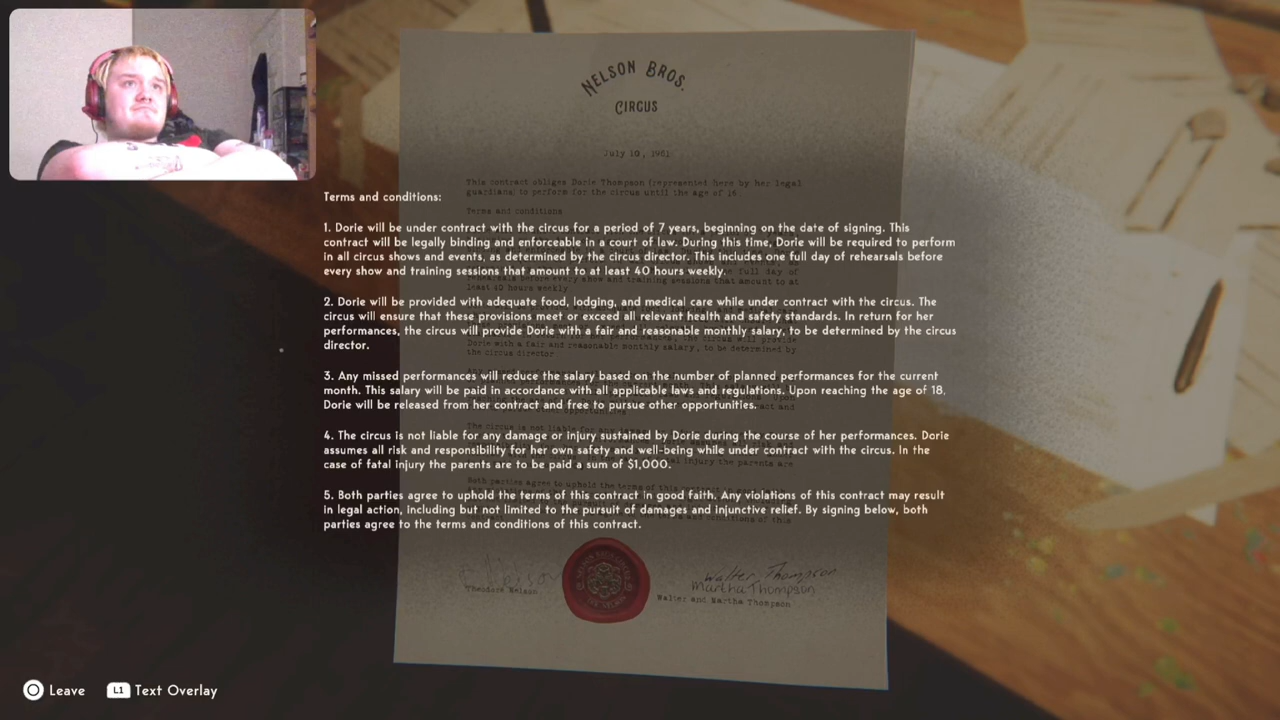 NELSON BROS.
CIRCUS
July 10, 1961
This contract obliges Dorie Thompson (represented here by her legal
guardians) to perform for the circus until the age of 18
Terms and conditions
Terms and conditions:
1. Dorie will be under contract with the circus for a period of 7 years, beginning on the date of signing. This
contract will be legally binding and enforceable in a court of law. During this time, Dorie will be required to perform
in all circus shows and events, as determined by the circus director. This includes one full day of rehearsals before
every show and training sessions that amount to at least 40 hours weekly.
2. Dorie will be provided with adequate food, lodging, and medical care while under contract with the circus. The
circus will ensure that these provisions meet or exceed all relevant health and safety standards. In return for her
performances, the circus will provide Dorie with a fair and reasonable monthly salary, to be determined by the circus
director.
3. Any missed performances will reduce the salary based on the number of planned performances for the current
month. This salary will be paid in accordance with all applicable laws and regulations. Upon reaching the age of 18,
Dorie will be released from her contract and free to pursue other opportunities.
4. The circus is not liable for any damage or injury sustained by Dorie during the course of her performances. Dorie
assumes all risk and responsibility for her own safety and well-being while under contract with the circus. In the
case of fatal injury the parents are to be paid a sum of $1,000.
5. Both parties agree to uphold the terms of this contract in good faith. Any violations of this contract may result
in legal action, including but not limited to the pursuit of damages and injunctive relief. By signing below, both
parties agree to the terms and conditions of this contract.
Walter Thompson
Martha Thompson
Theodore Nelson
Walter and Martha Thompson
Leave
L1 Text Overlay